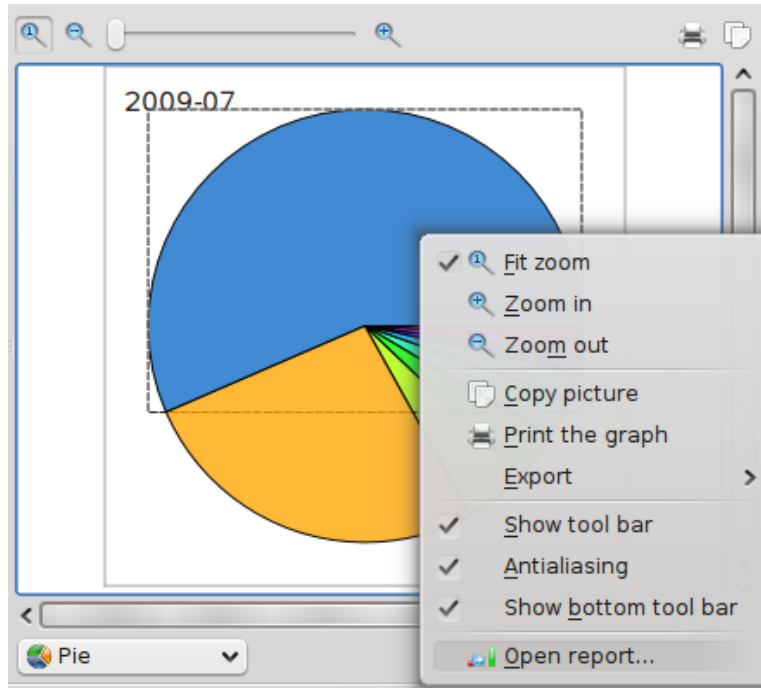 2009-07
Fit zoom
Zoom in
Zoom out
Copy picture
Print the graph
Export
Show tool bar
Antialiasing
Show bottom tool bar
Pie
Open report...